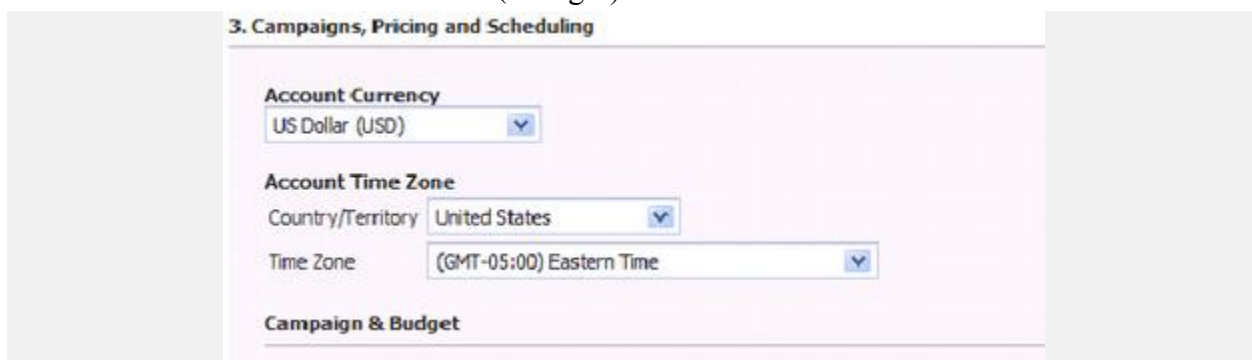 3. Campaigns, Pricing and Scheduling
Account Currency
US Dollar (USD)
Account Time Zone
Country/Territory United States
Time Zone (GMT-05:00) Eastern Time
Campaign & Budget